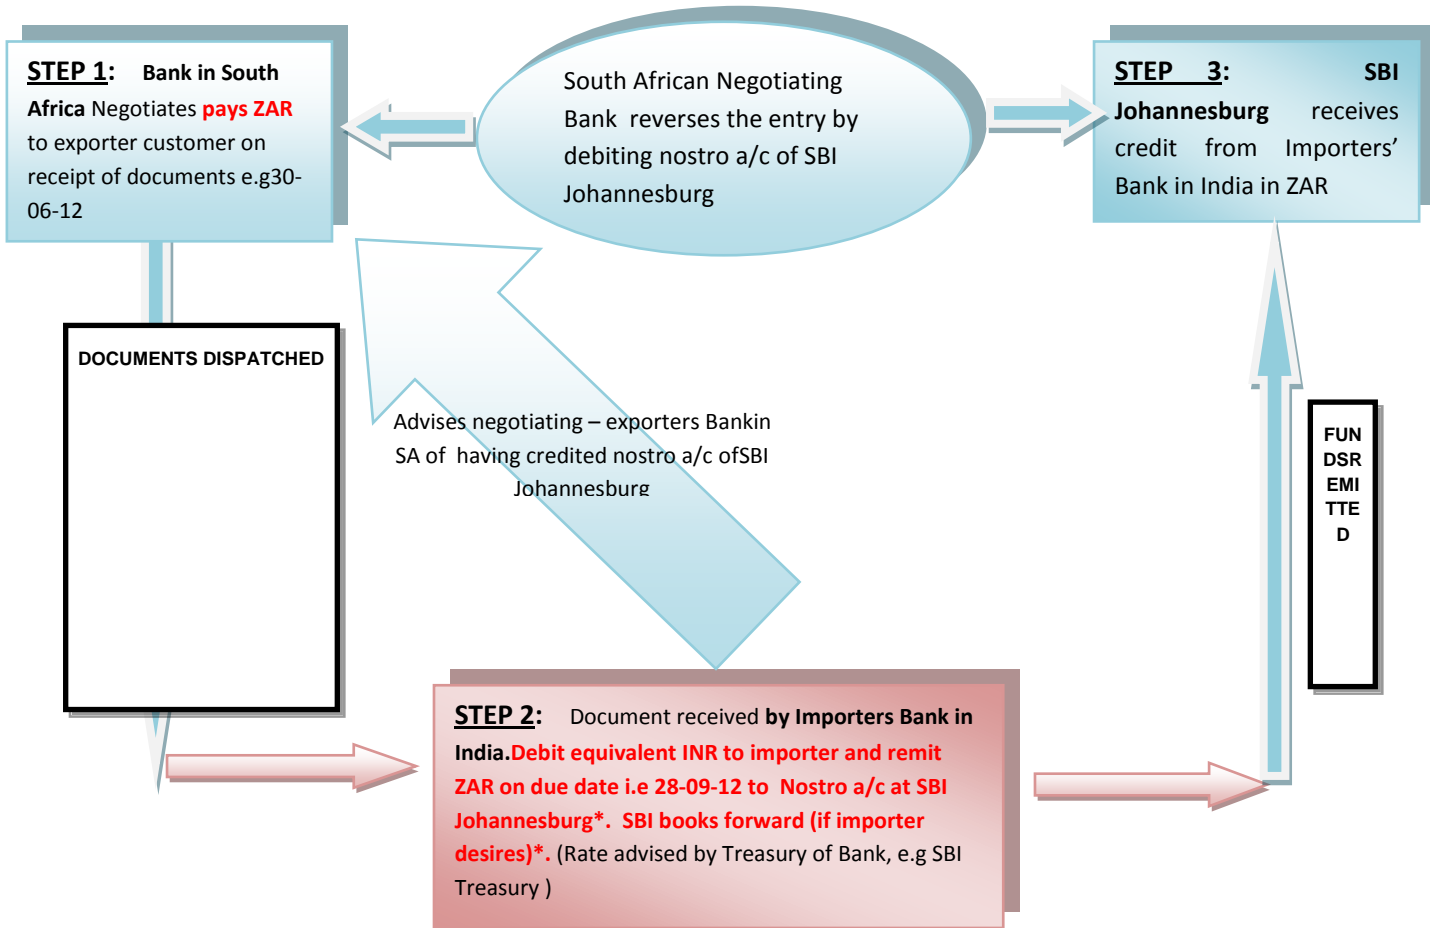 STEP 1: Bank in South
Africa Negotiates pays ZAR
to exporter customer on
receipt of documents e.g30-
06-12
South African Negotiating
Bank reverses the entry by
debiting nostro a/c of SBI
Johannesburg
STEP 3: SBI
Johannesburg receives
credit from Importers’
Bank in India in ZAR
DOCUMENTS DISPATCHED
Advises negotiating – exporters Bankin
SA of having credited nostro a/c ofSBI
Johannesburg
FUN
DSR
EMI
TTE
D
STEP 2: Document received by Importers Bank in
India.Debit equivalent INR to importer and remit
ZAR on due date i.e 28-09-12 to Nostro a/c at SBI
Johannesburg*. SBI books forward (if importer
desires)*. (Rate advised by Treasury of Bank, e.g SBI
Treasury )